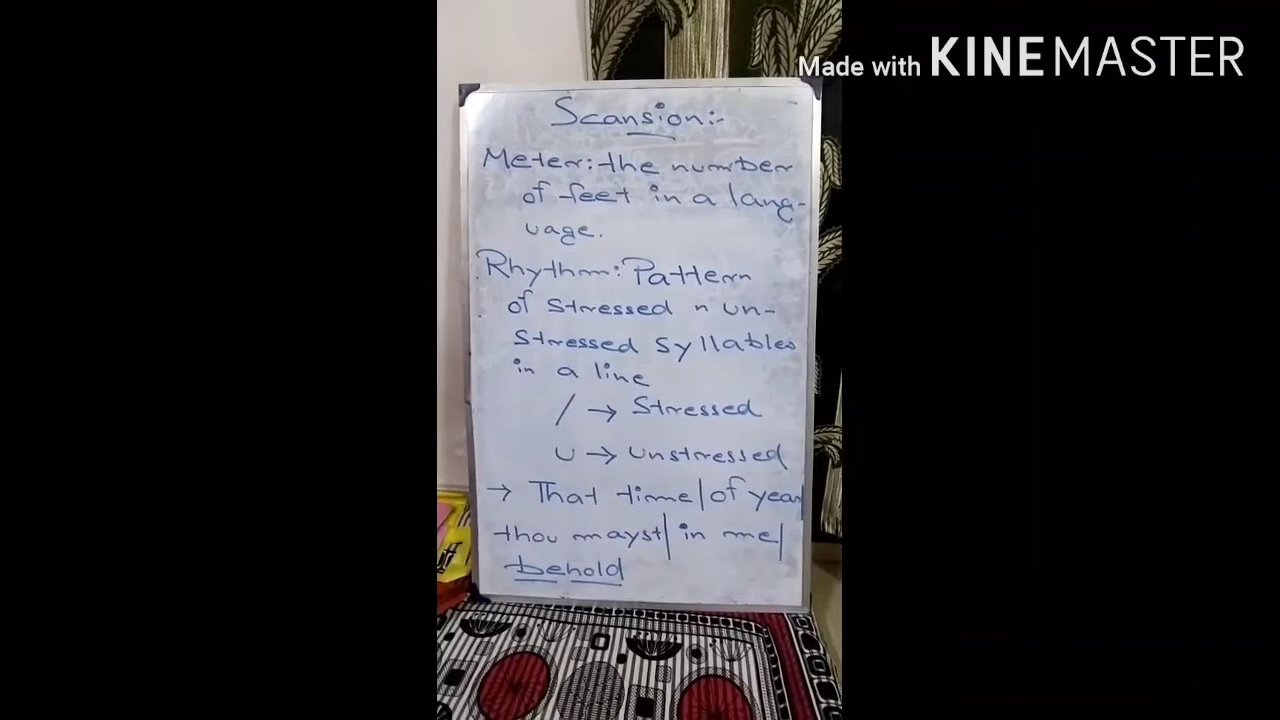 Made with KINEMASTER
Scansion:-
Meter: the number
of feet in a lang-
uage.
Rhythm: Pattern
of stressed n un-
stressed syllables
in a line
/ → Stressed
∪ → unstressed
→ That time/of year/
thou mayst/in me/
behold